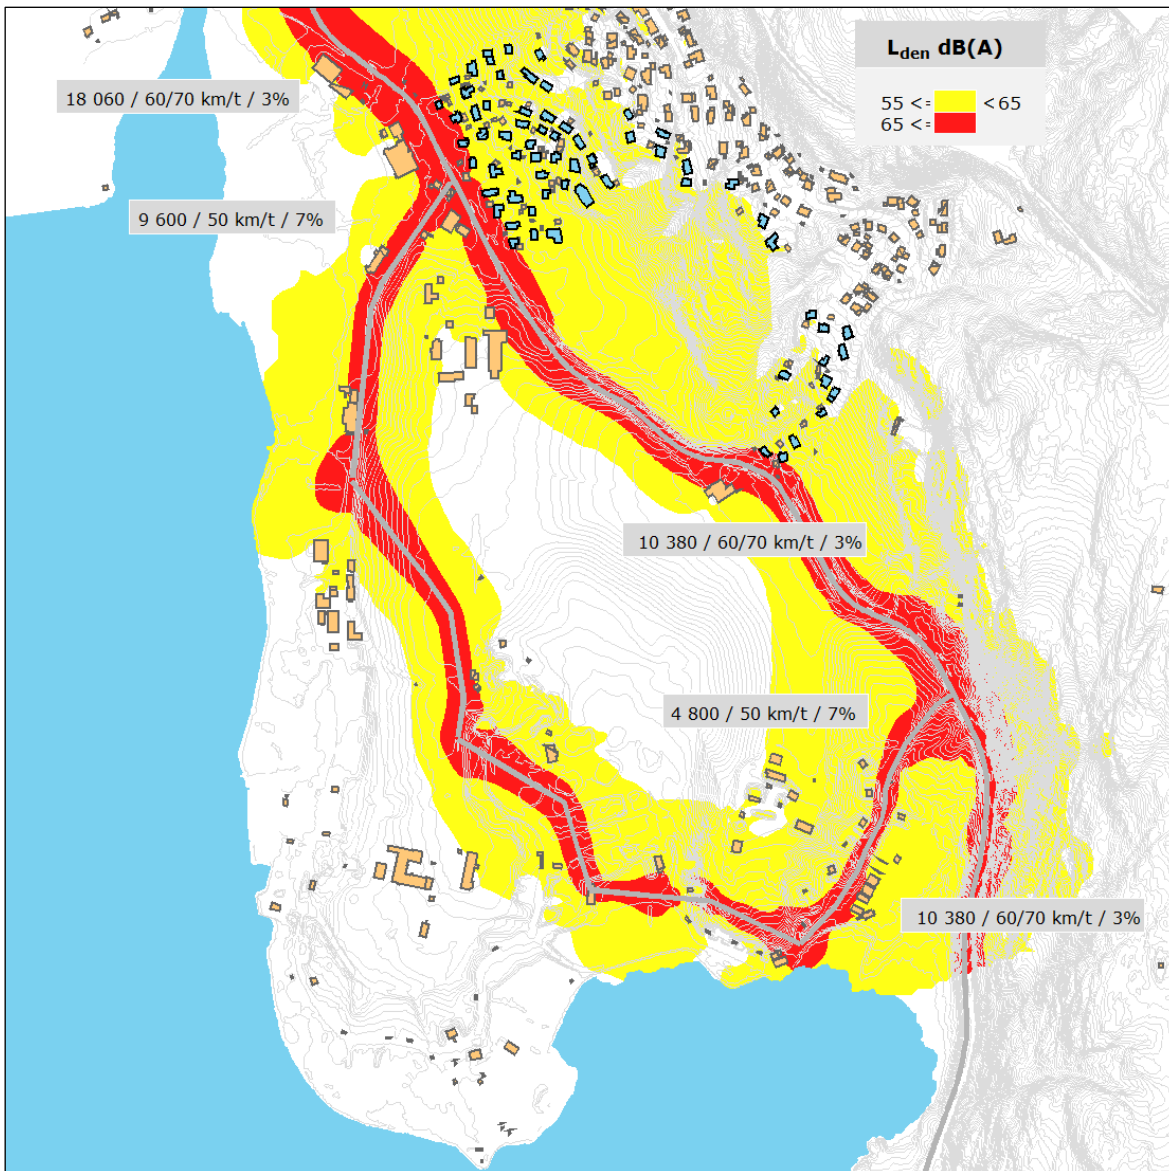 L_den dB(A)
55 <= <65
65 <=
18 060 / 60/70 km/t / 3%
9 600 / 50 km/t / 7%
10 380 / 60/70 km/t / 3%
4 800 / 50 km/t / 7%
10 380 / 60/70 km/t / 3%